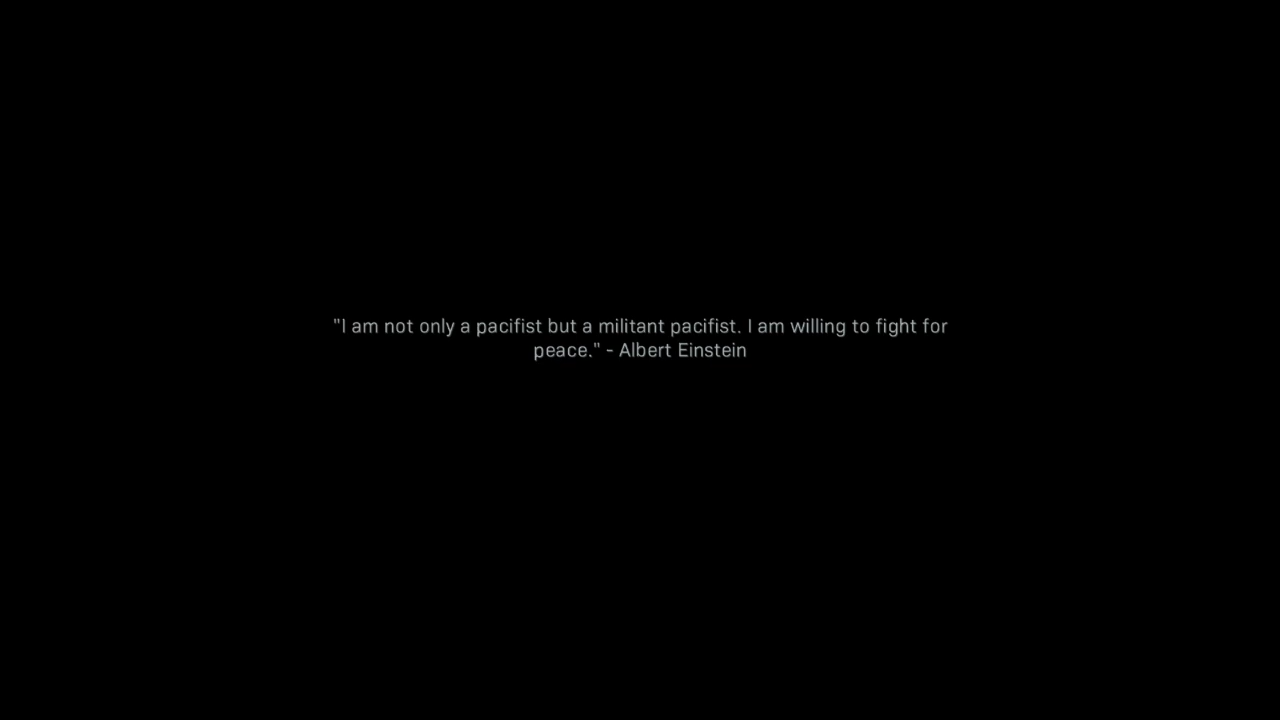 "I am not only a pacifist but a militant pacifist. I am willing to fight for
peace." - Albert Einstein